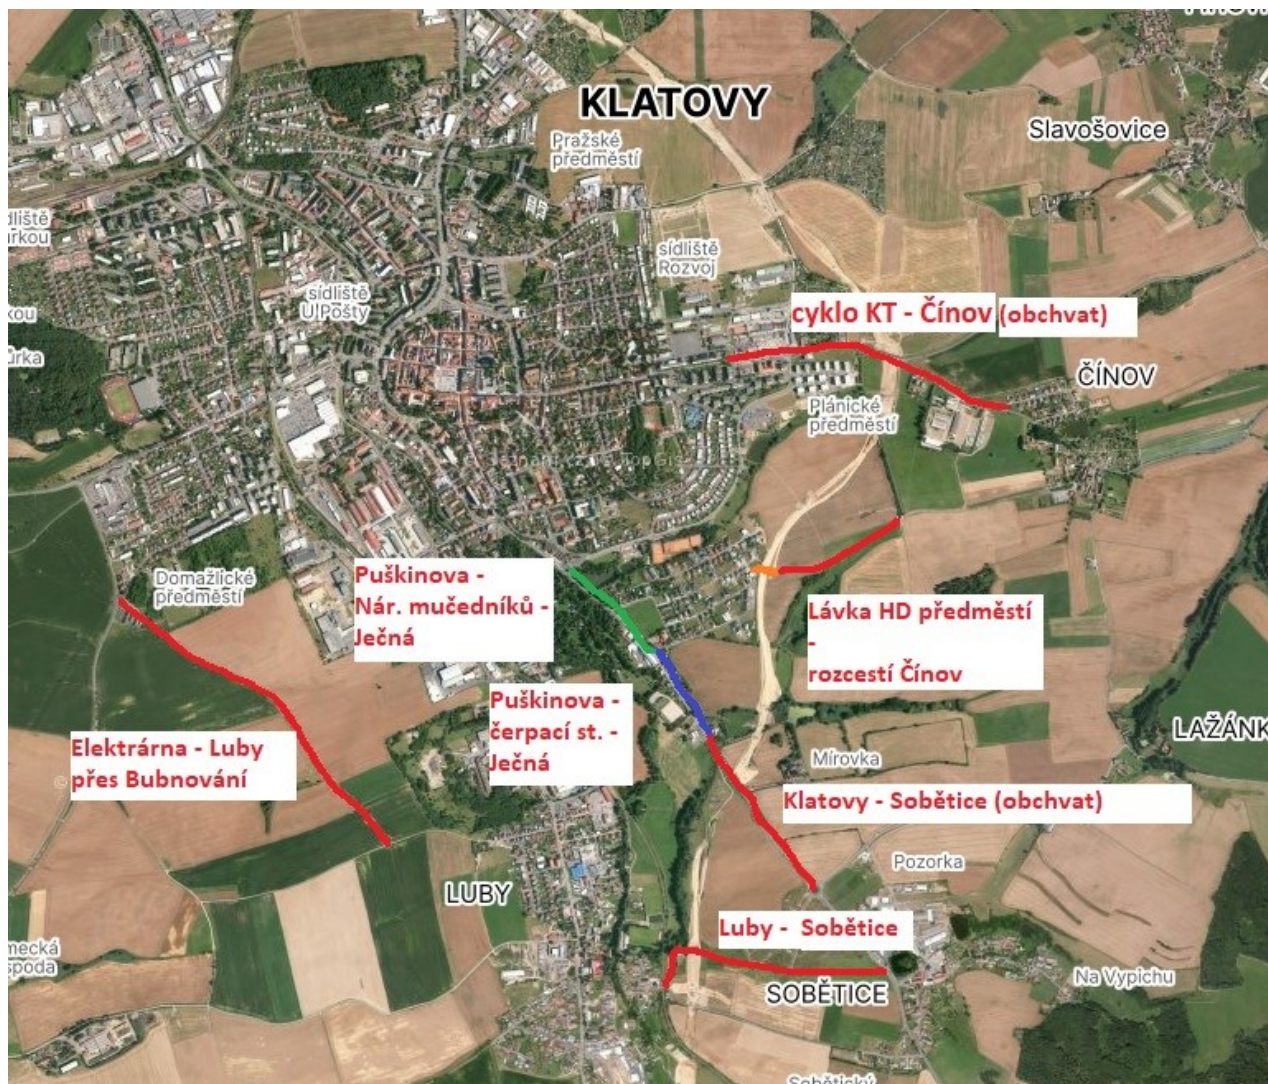 KLATOVY
Slavošovice
Pražské
předměstí
sídliště
Rozvoj
sídliště
U Pošty
cyklo KT - Čínov (obchvat)
ČÍNOV
Plánické
předměstí
Domažlické
předměstí
Puškinova -
Nár. mučedníků -
Ječná
Lávka HD předměstí
-
rozcestí Čínov
Puškinova -
čerpací st. -
Ječná
Elektrárna - Luby
přes Bubnování
LAŽÁNK
Mírovka
Klatovy - Sobětice (obchvat)
Pozorka
LUBY
Luby - Sobětice
SOBĚTICE
Na Vypichu